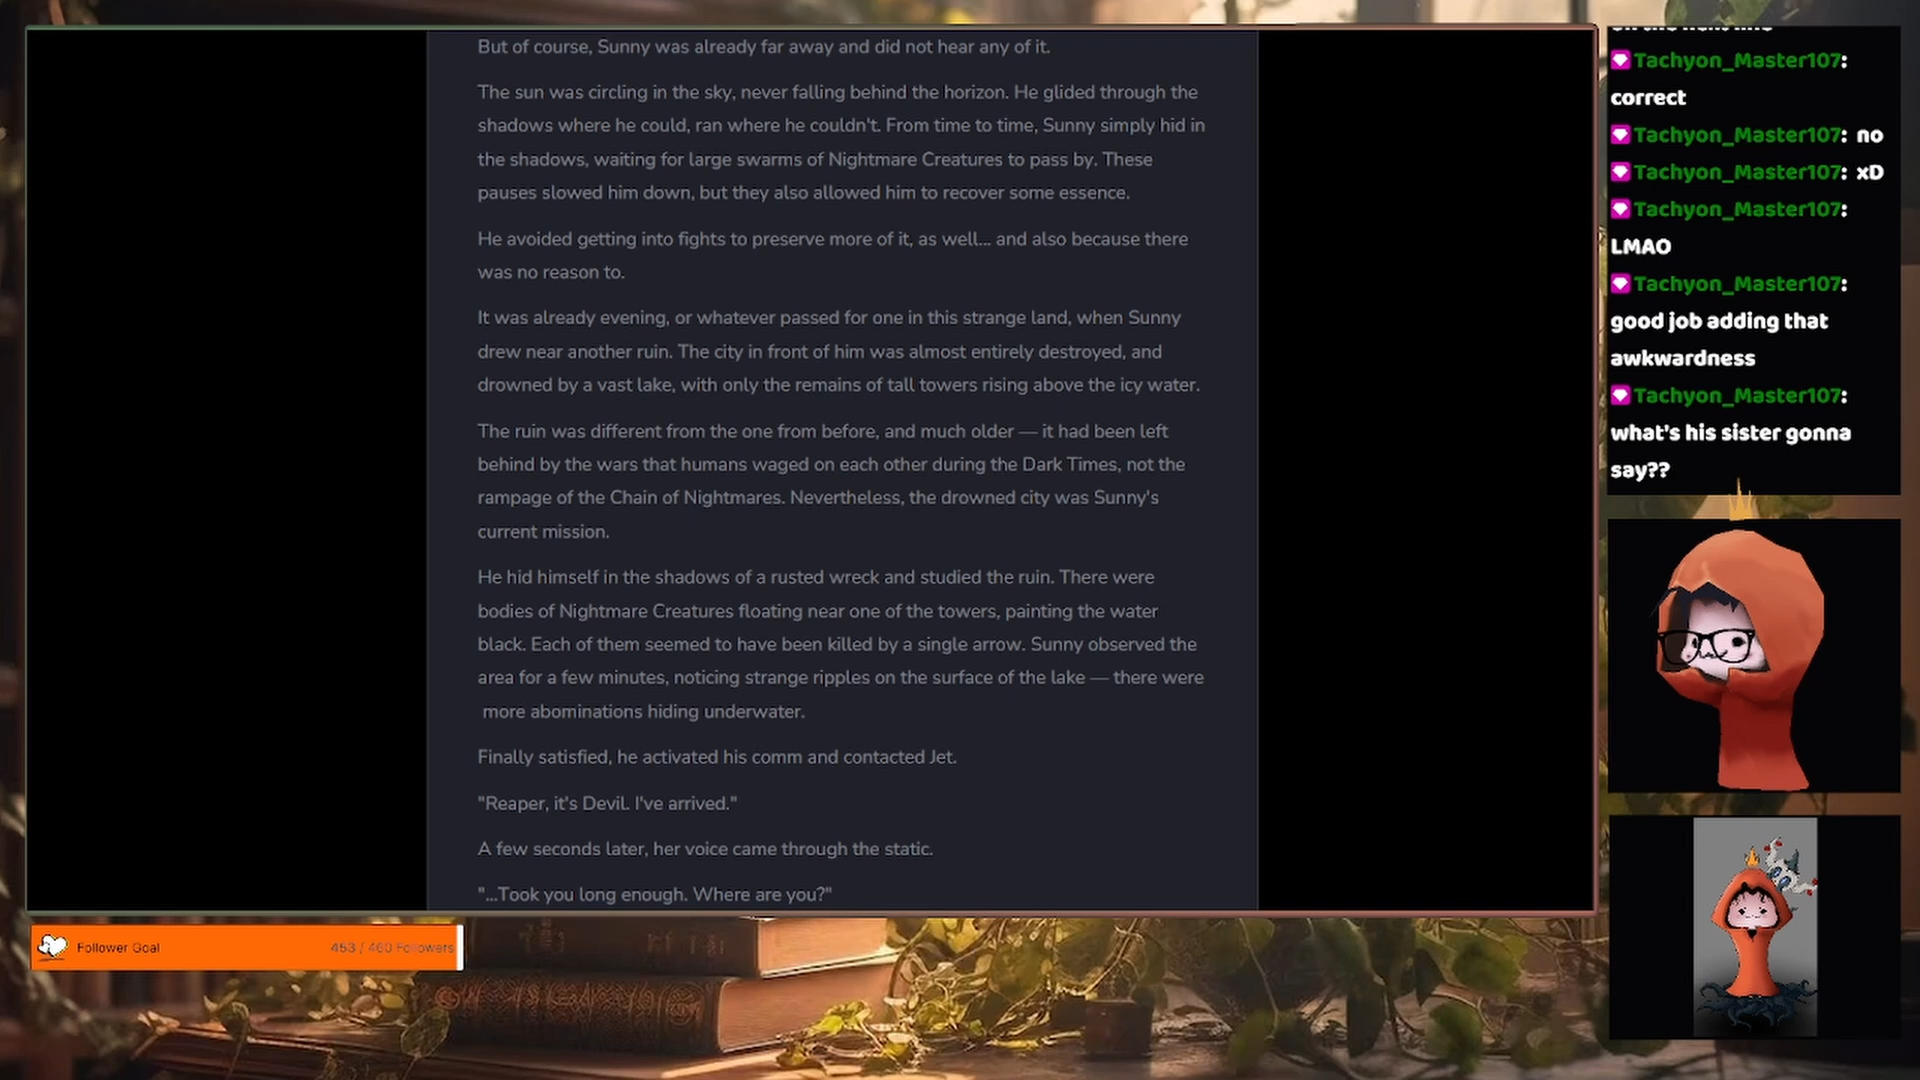 But of course, Sunny was already far away and did not hear any of it.
The sun was circling in the sky, never falling behind the horizon. He glided through the
shadows where he could, ran where he couldn't. From time to time, Sunny simply hid in
the shadows, waiting for large swarms of Nightmare Creatures to pass by. These
pauses slowed him down, but they also allowed him to recover some essence.
He avoided getting into fights to preserve more of it, as well... and also because there
was no reason to.
It was already evening, or whatever passed for one in this strange land, when Sunny
drew near another ruin. The city in front of him was almost entirely destroyed, and
drowned by a vast lake, with only the remains of tall towers rising above the icy water.
The ruin was different from the one from before, and much older — it had been left
behind by the wars that humans waged on each other during the Dark Times, not the
rampage of the Chain of Nightmares. Nevertheless, the drowned city was Sunny's
current mission.
He hid himself in the shadows of a rusted wreck and studied the ruin. There were
bodies of Nightmare Creatures floating near one of the towers, painting the water
black. Each of them seemed to have been killed by a single arrow. Sunny observed the
area for a few minutes, noticing strange ripples on the surface of the lake — there were
more abominations hiding underwater.
Finally satisfied, he activated his comm and contacted Jet.
"Reaper, it's Devil. I've arrived."
A few seconds later, her voice came through the static.
"...Took you long enough. Where are you?"
Tachyon_Master107:
correct
Tachyon_Master107: no
Tachyon_Master107: xD
Tachyon_Master107:
LMAO
Tachyon_Master107:
good job adding that
awkwardness
Tachyon_Master107:
what's his sister gonna
say??
Follower Goal
453 / 460 Followers